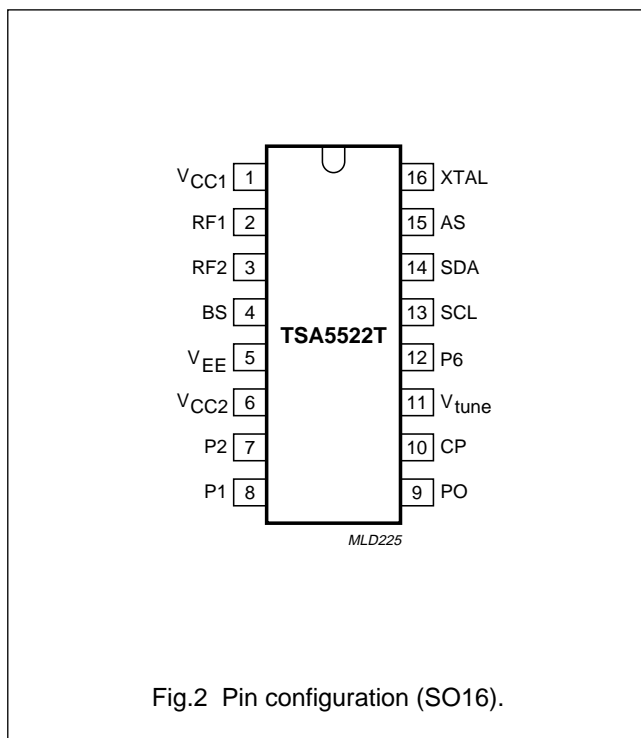 VCC1 1 16 XTAL
RF1 2 15 AS
RF2 3 14 SDA
BS 4 13 SCL
TSA5522T
VEE 5 12 P6
VCC2 6 11 Vtune
P2 7 10 CP
P1 8 9 PO
MLD225
Fig.2 Pin configuration (SO16).